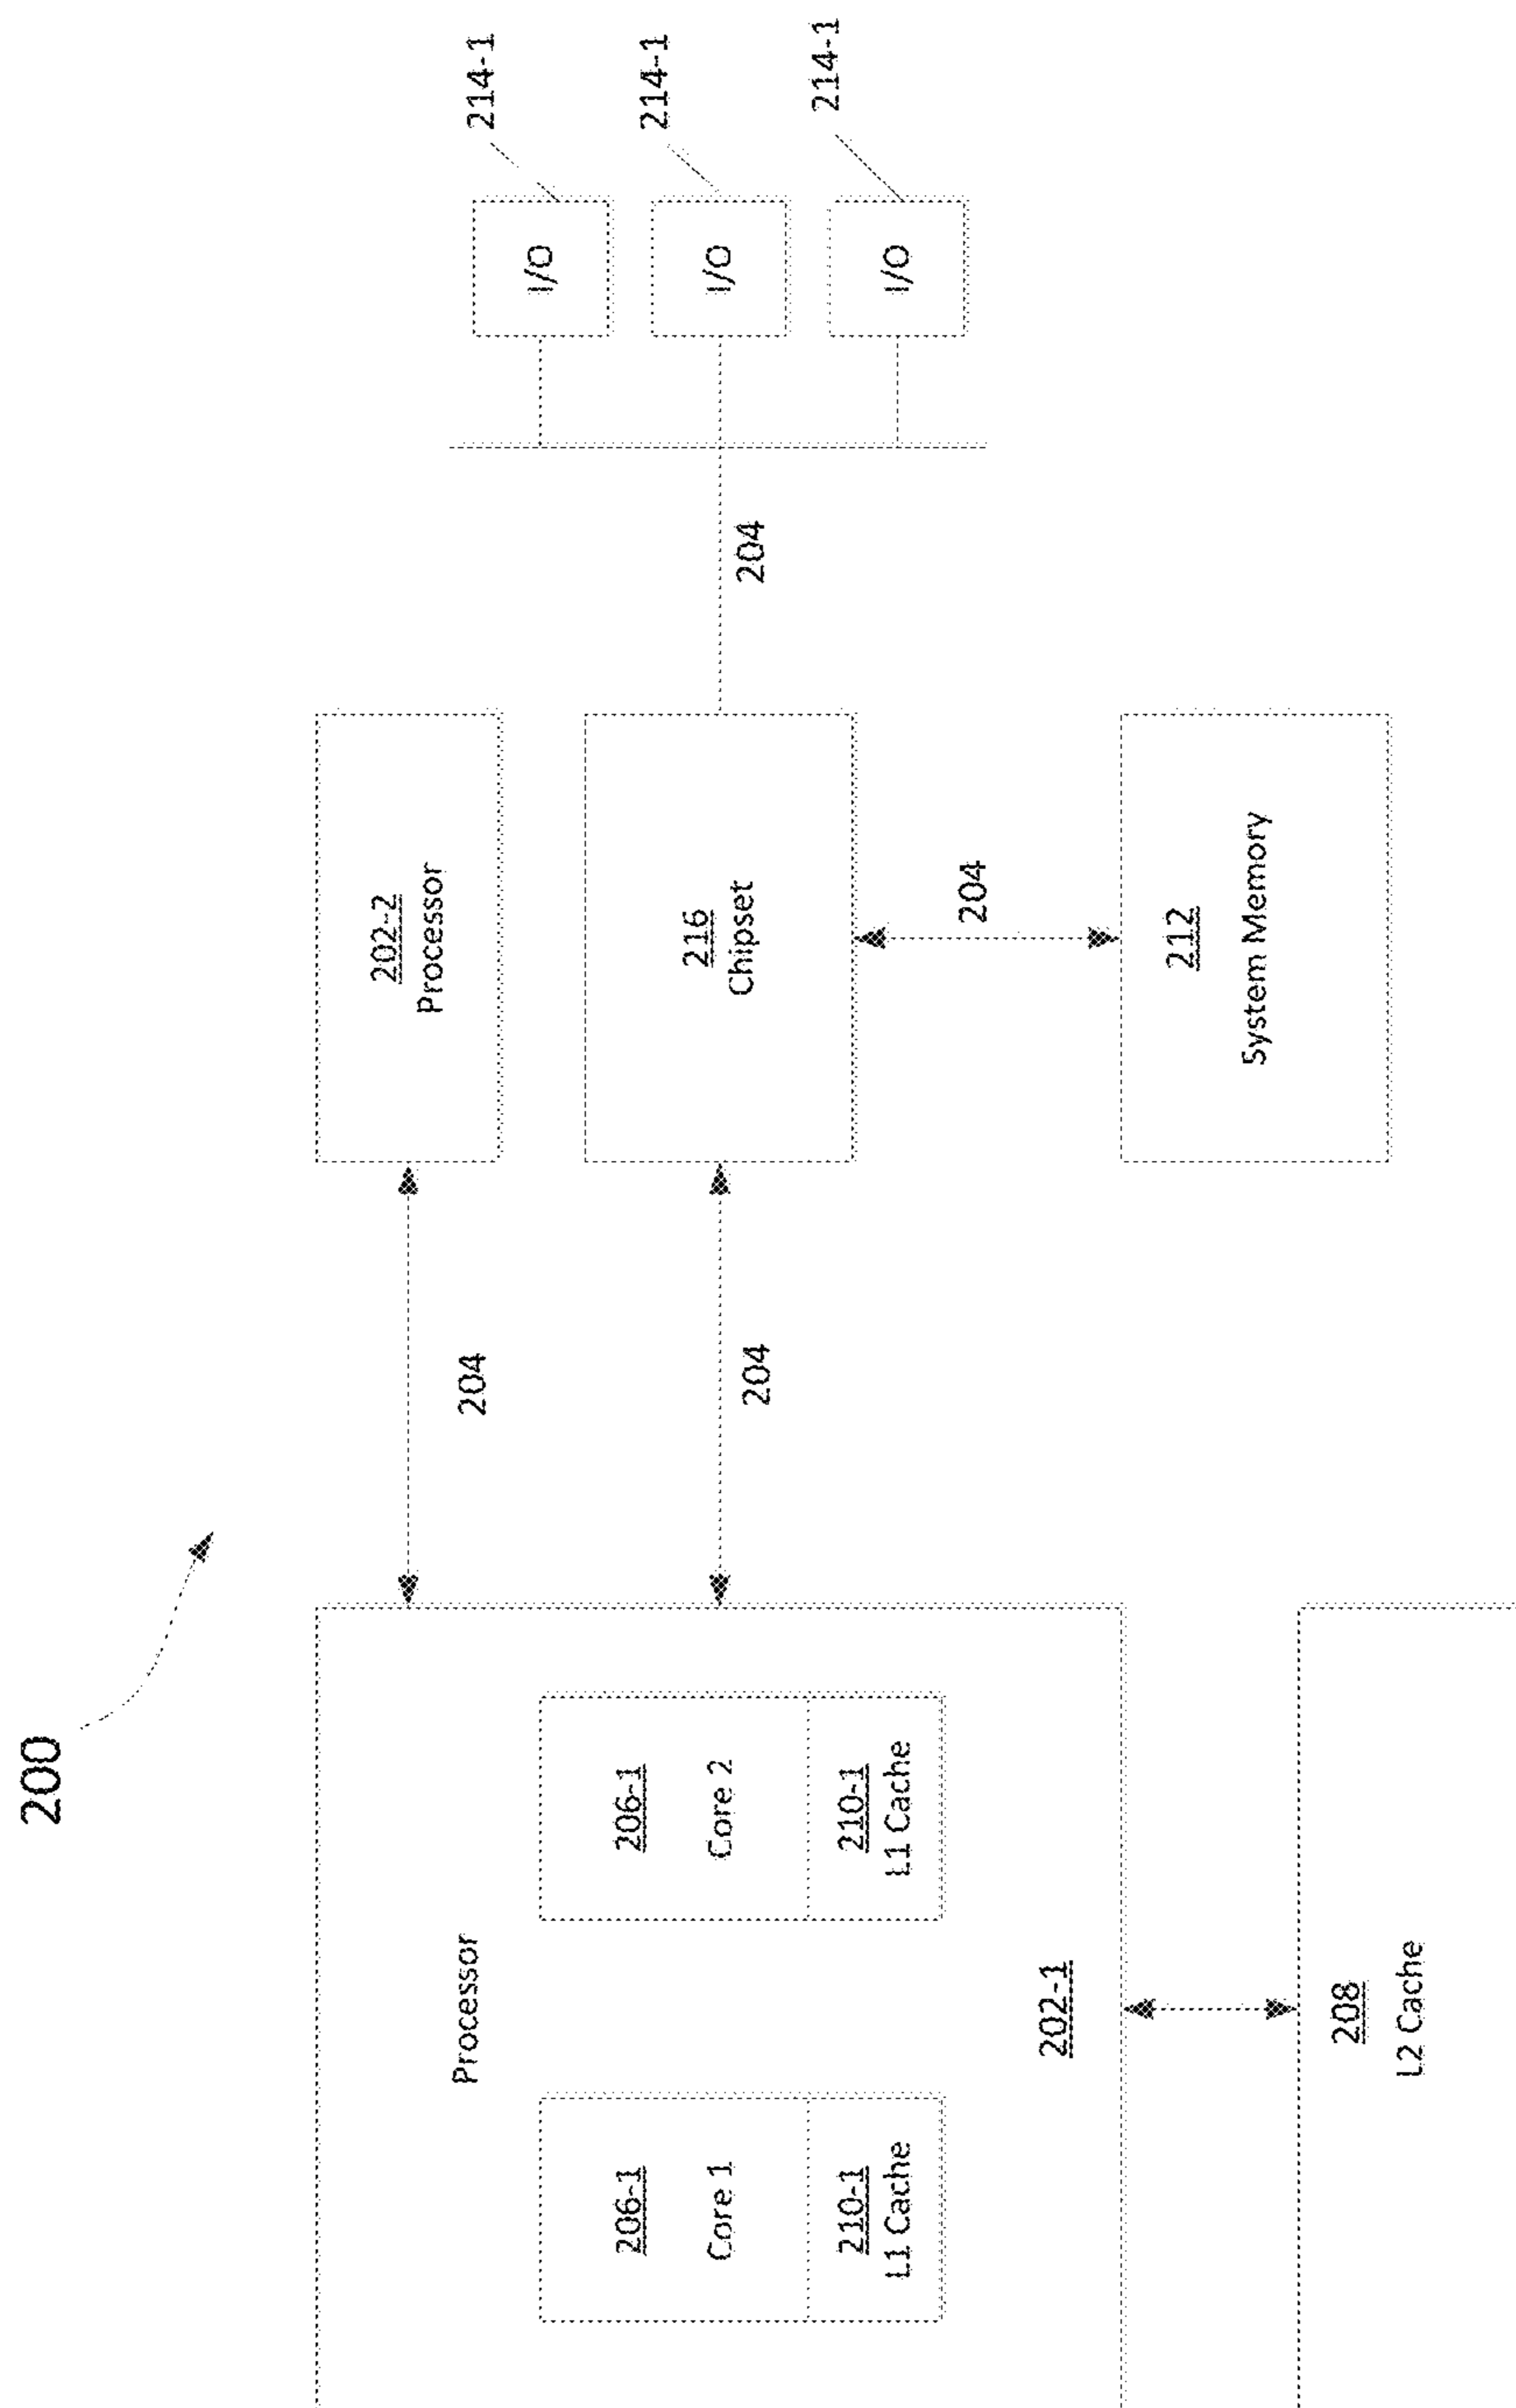 200
Processor
206-1
Core 1
210-1
L1 Cache
206-1
Core 2
210-1
L1 Cache
202-1
208
L2 Cache
204
204
202-2
Processor
216
Chipset
204
212
System Memory
204
I/O
214-1
I/O
214-1
I/O
214-1